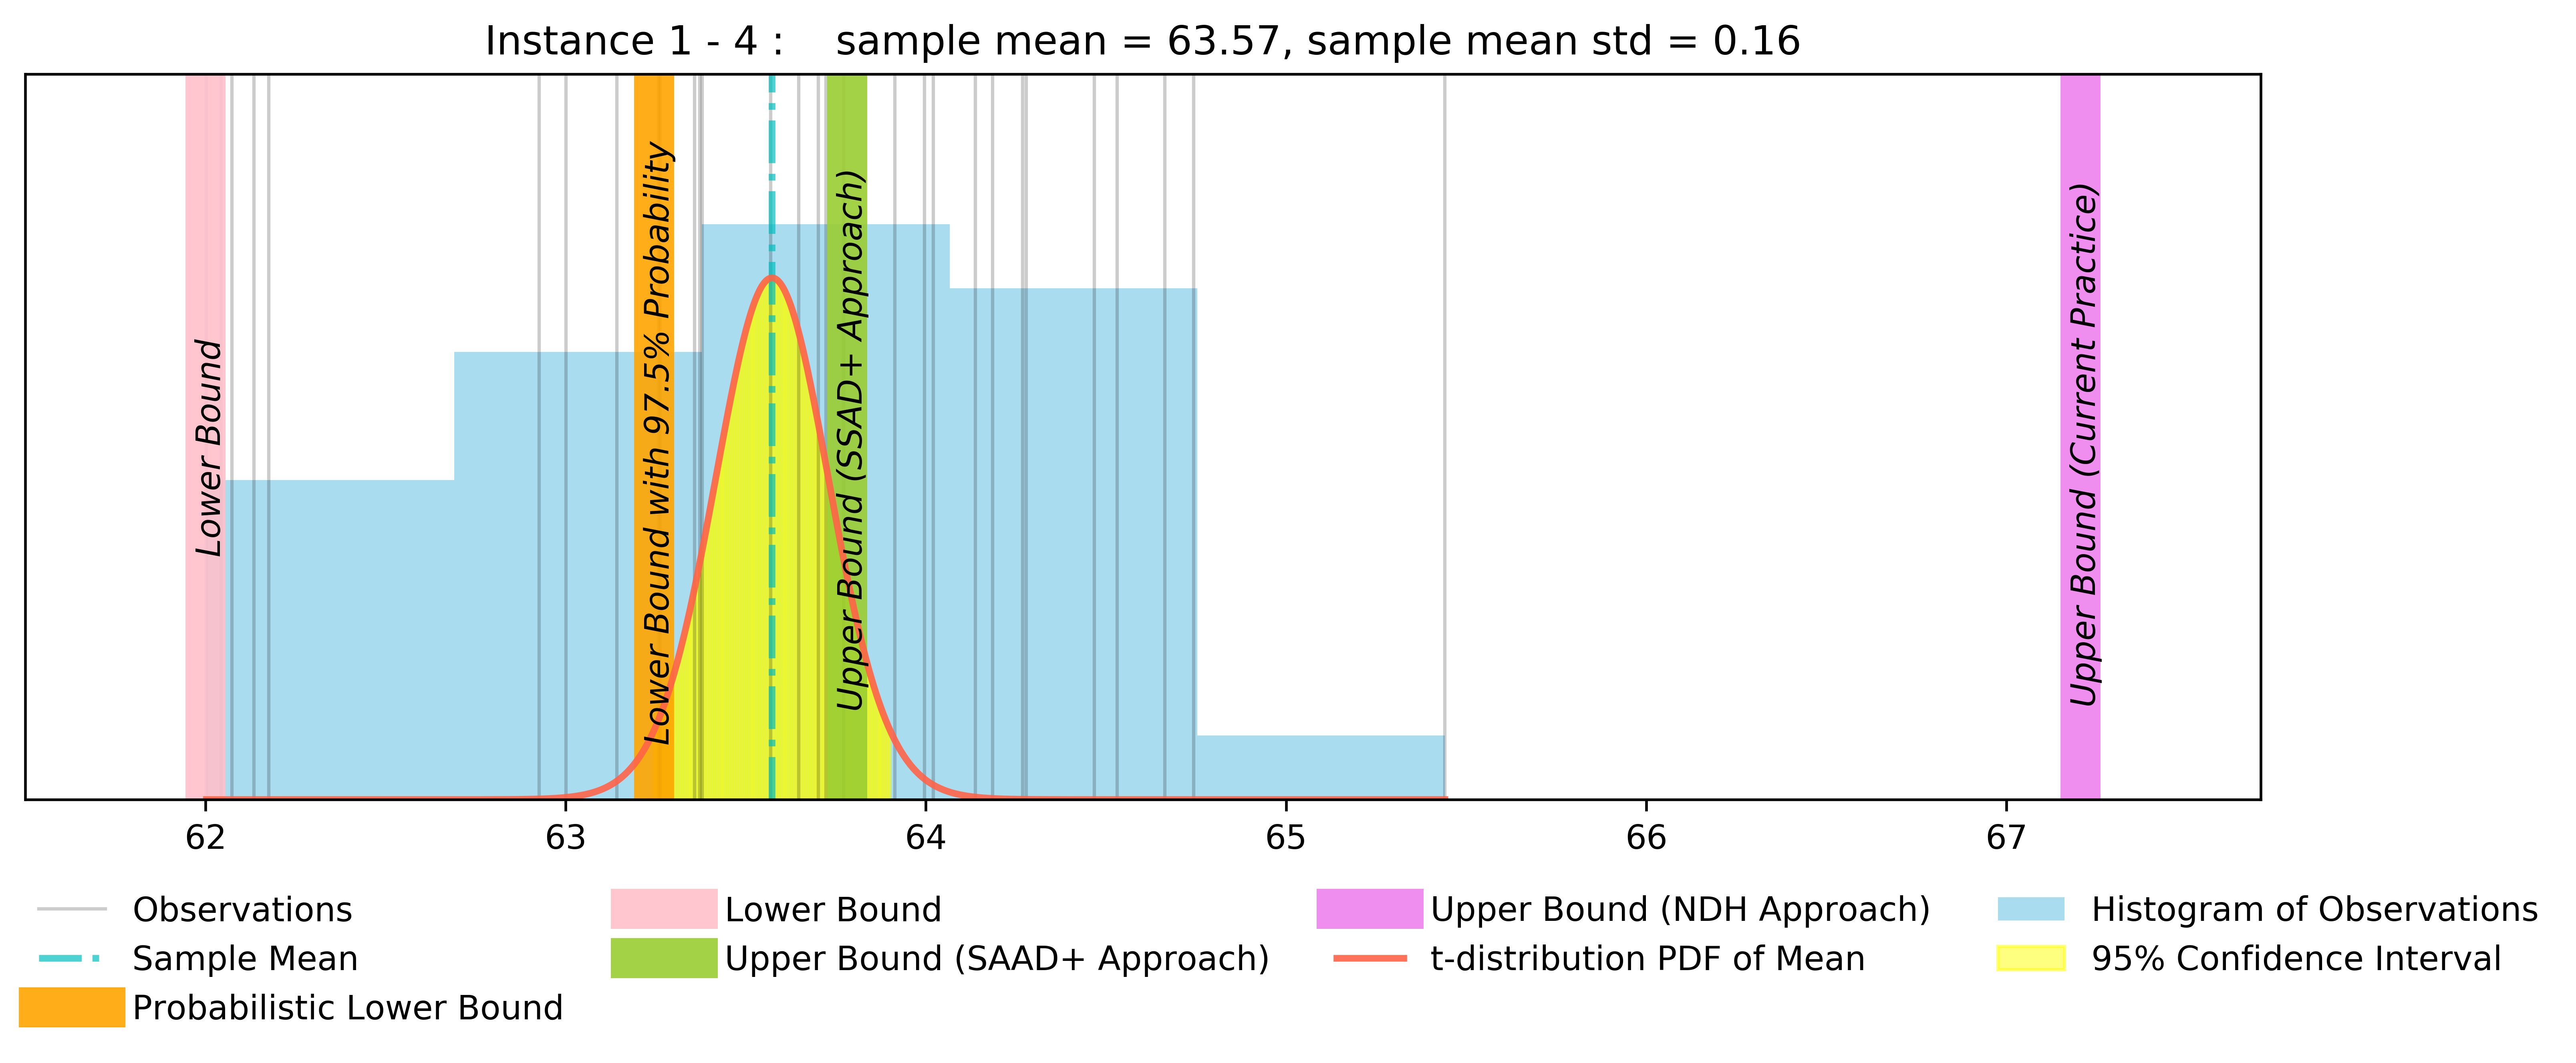 Instance 1 - 4 :    sample mean = 63.57, sample mean std = 0.16
Lower Bound
Lower Bound with 97.5% Probability
Upper Bound (SSAD+ Approach)
Upper Bound (Current Practice)
62 63 64 65 66 67
Observations
Sample Mean
Probabilistic Lower Bound
Lower Bound
Upper Bound (SAAD+ Approach)
Upper Bound (NDH Approach)
t-distribution PDF of Mean
Histogram of Observations
95% Confidence Interval